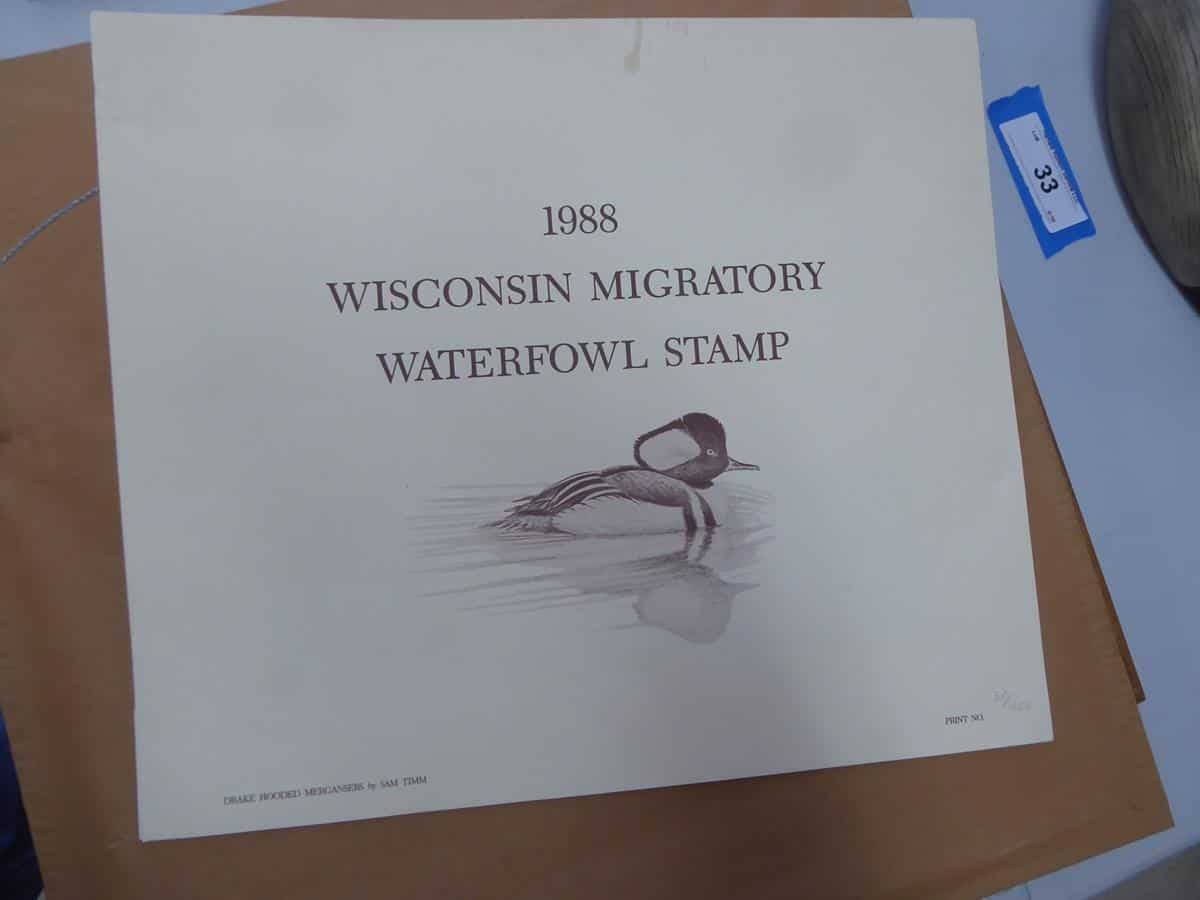 1988
WISCONSIN MIGRATORY
WATERFOWL STAMP
PRINT NO.
DRAKE HOODED MERGANSERS by SAM TIMM
33